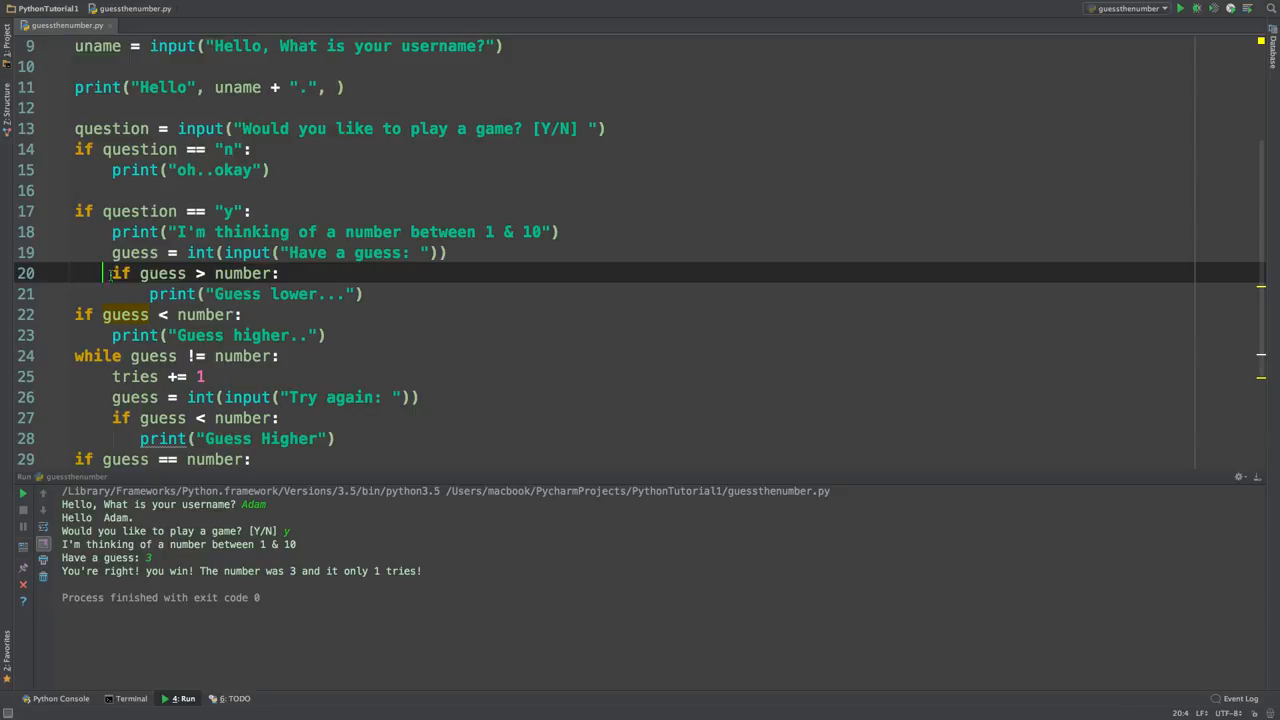 PythonTutorial1 guessthenumber.py guessthenumber
guessthenumber.py
1: Project
Z: Structure
2: Favorites
Database
9 uname = input("Hello, What is your username?")
10
11 print("Hello", uname + ".", )
12
13 question = input("Would you like to play a game? [Y/N] ")
14 if question == "n":
15 print("oh..okay")
16
17 if question == "y":
18 print("I'm thinking of a number between 1 & 10")
19 guess = int(input("Have a guess: "))
20 if guess > number:
21 print("Guess lower...")
22 if guess < number:
23 print("Guess higher..")
24 while guess != number:
25 tries += 1
26 guess = int(input("Try again: "))
27 if guess < number:
28 print("Guess Higher")
29 if guess == number:
Run guessthenumber
/Library/Frameworks/Python.framework/Versions/3.5/bin/python3.5 /Users/macbook/PycharmProjects/PythonTutorial1/guessthenumber.py
Hello, What is your username? Adam
Hello Adam.
Would you like to play a game? [Y/N] y
I'm thinking of a number between 1 & 10
Have a guess: 3
You're right! you win! The number was 3 and it only 1 tries!
Process finished with exit code 0
Python Console Terminal 4: Run 6: TODO Event Log
20:4 LF÷ UTF-8÷